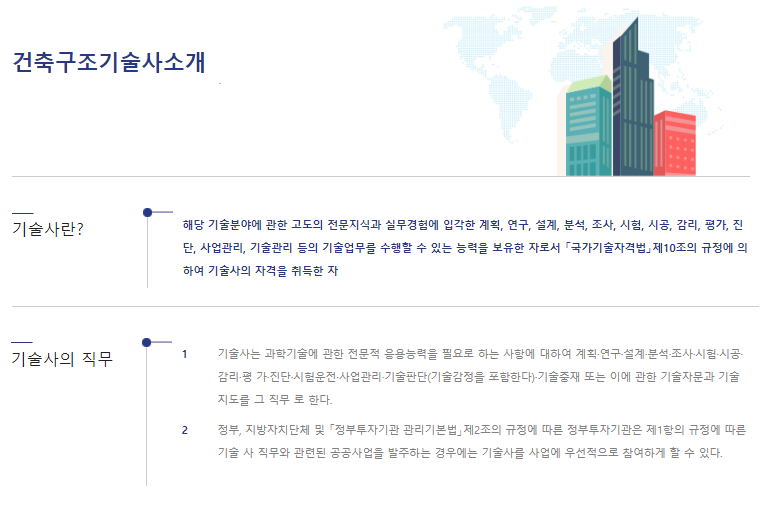 건축구조기술사소개
기술사란?
해당 기술분야에 관한 고도의 전문지식과 실무경험에 입각한 계획, 연구, 설계, 분석, 조사, 시험, 시공, 감리, 평가, 진
단, 사업관리, 기술관리 등의 기술업무를 수행할 수 있는 능력을 보유한 자로서 「국가기술자격법」제10조의 규정에 의
하여 기술사의 자격을 취득한 자
기술사의 직무
1 기술사는 과학기술에 관한 전문적 응용능력을 필요로 하는 사항에 대하여 계획·연구·설계·분석·조사·시험·시공·
감리·평 가·진단·시험운전·사업관리·기술판단(기술감정을 포함한다)·기술중재 또는 이에 관한 기술자문과 기술
지도를 그 직무 로 한다.
2 정부, 지방자치단체 및 「정부투자기관 관리기본법」제2조의 규정에 따른 정부투자기관은 제1항의 규정에 따른
기술 사 직무와 관련된 공공사업을 발주하는 경우에는 기술사를 사업에 우선적으로 참여하게 할 수 있다.